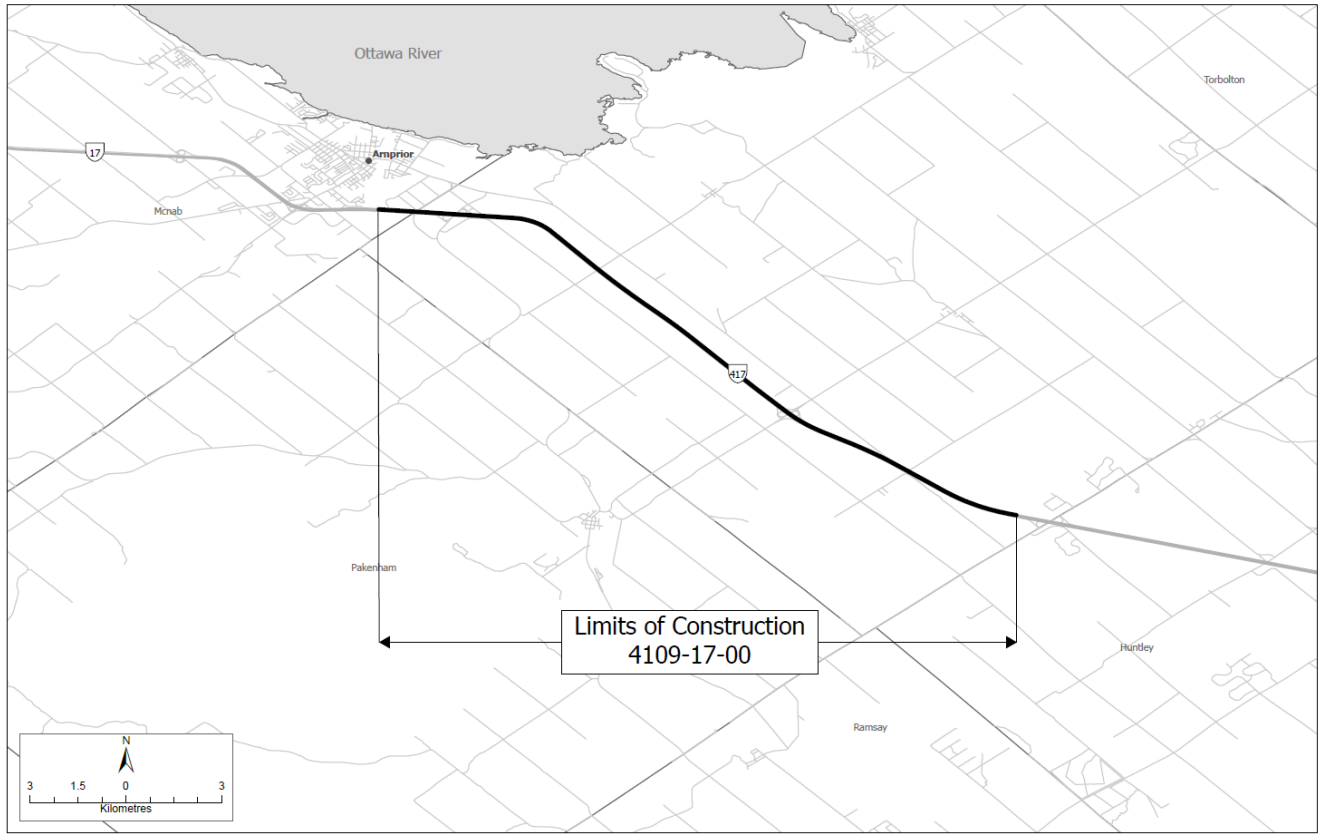 Ottawa River
Torbolton
17
Arnprior
Mcnab
417
Pakenham
Limits of Construction
4109-17-00
Huntley
Ramsay
N
3 1.5 0 3
Kilometres